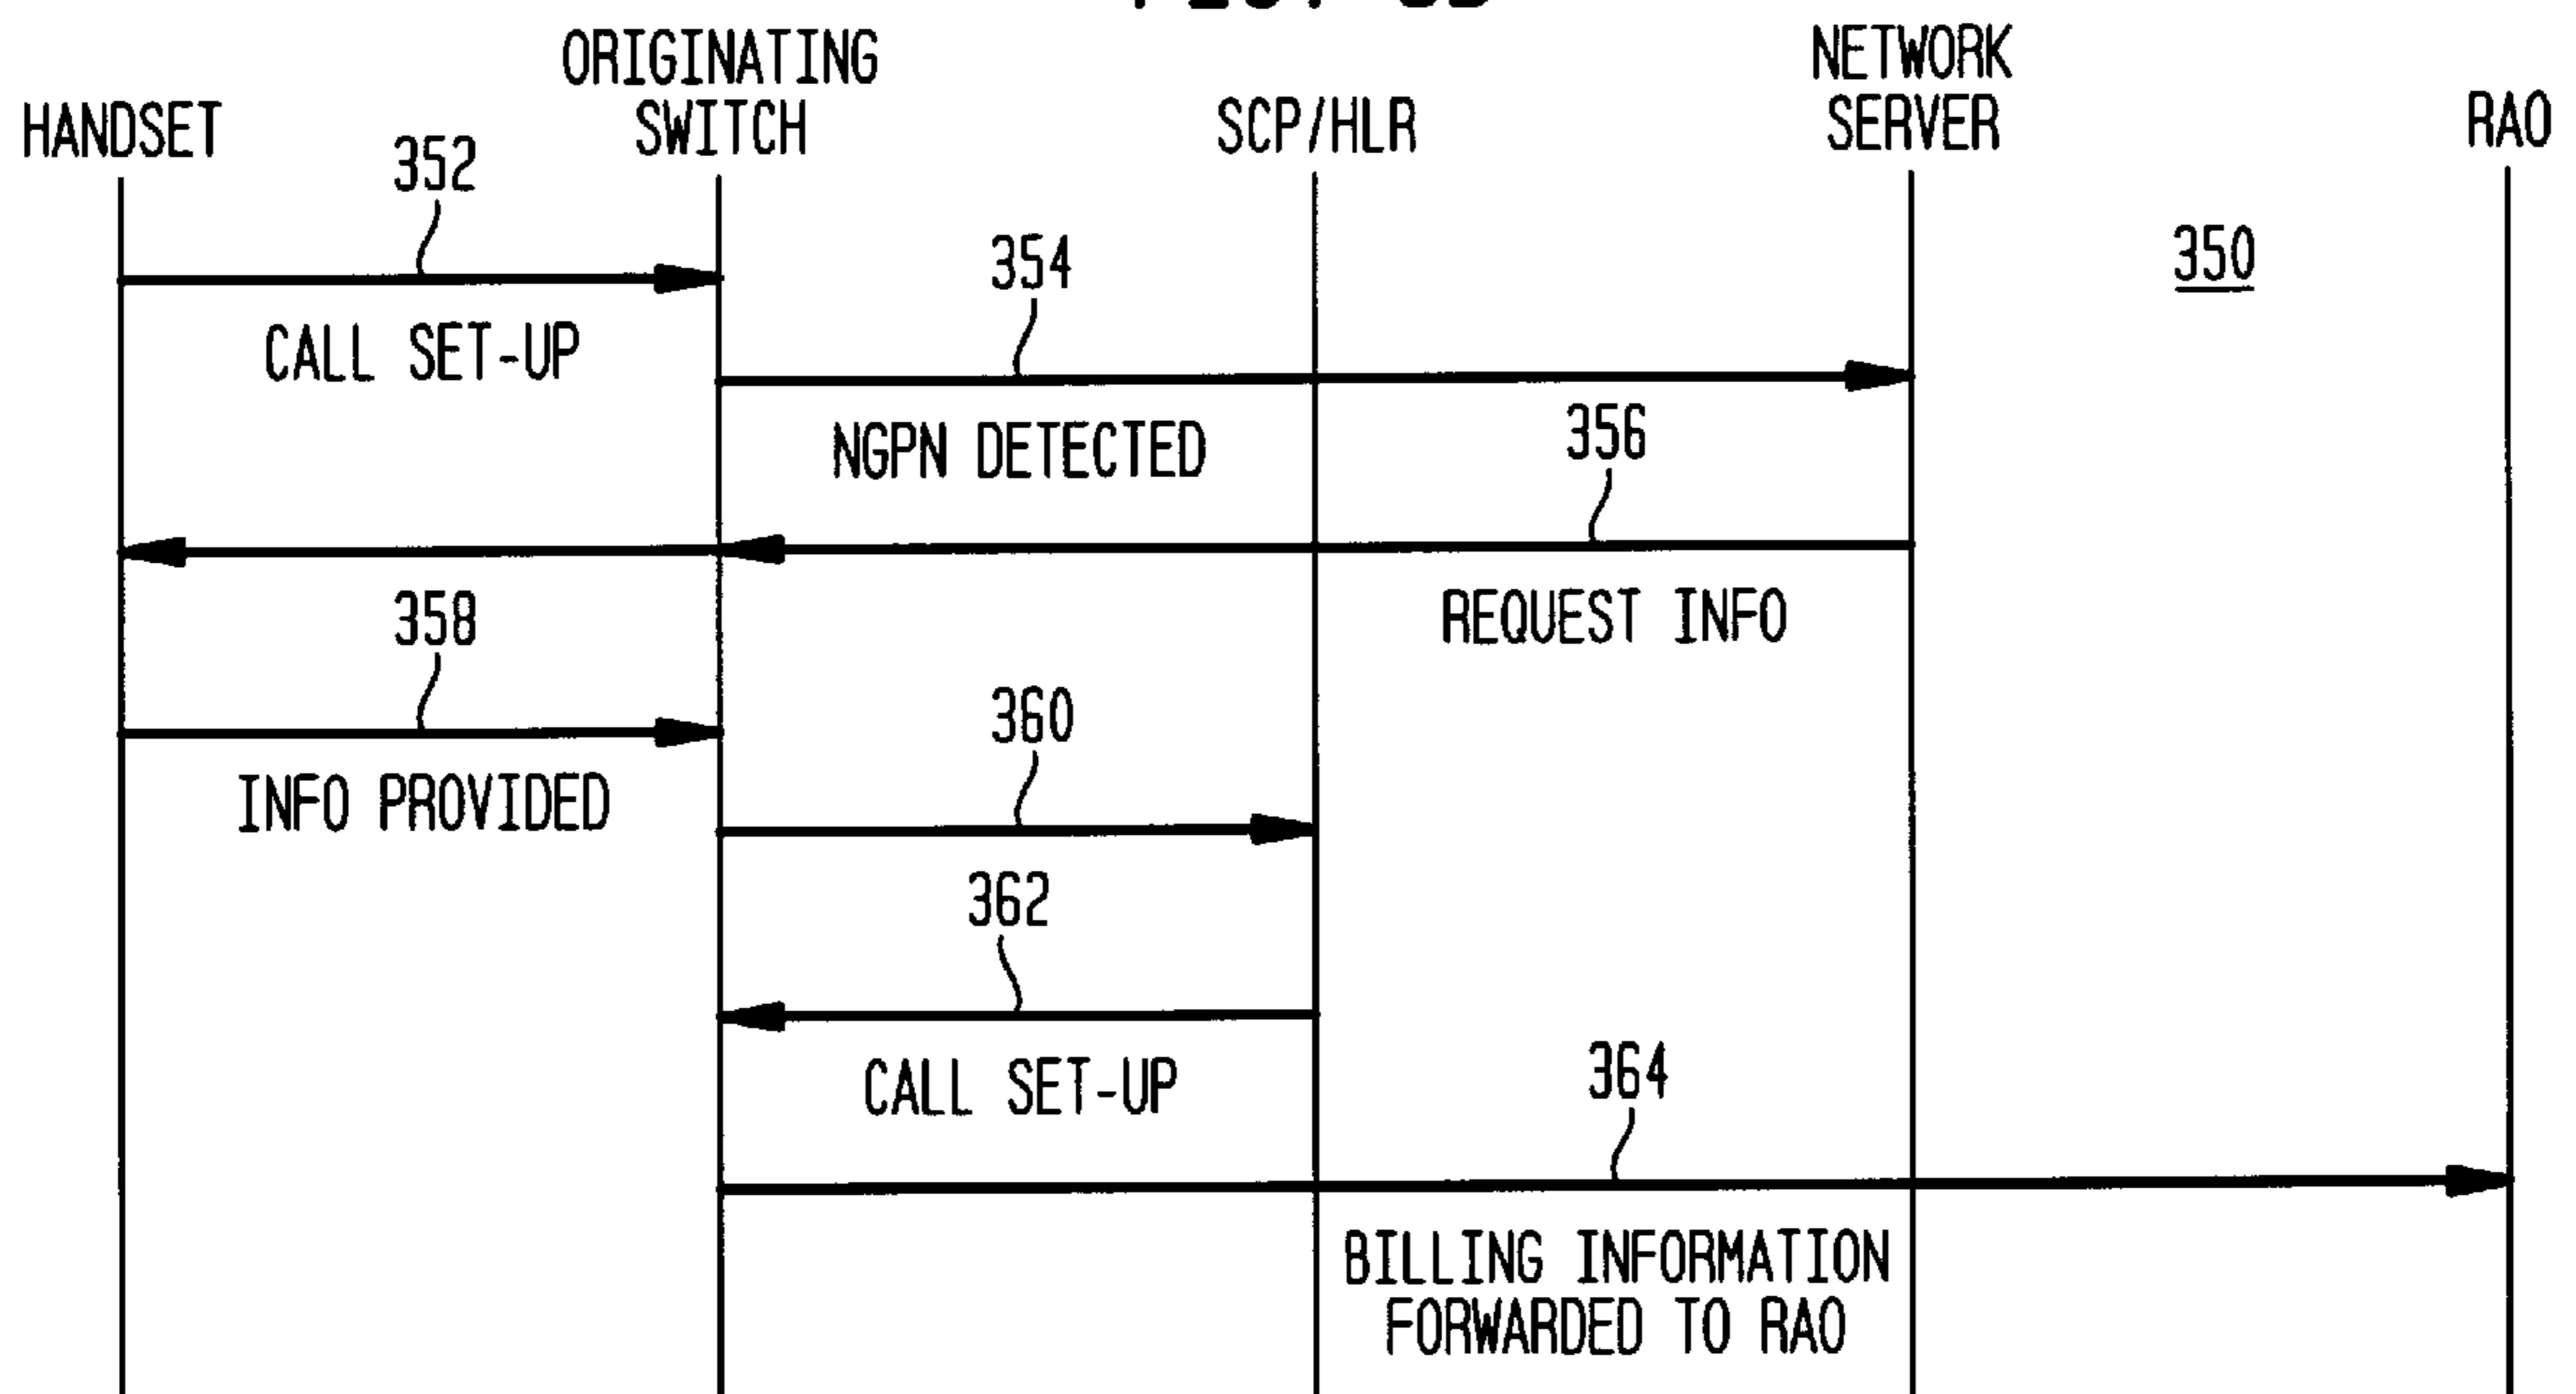 HANDSET
ORIGINATING
SWITCH
SCP/HLR
NETWORK
SERVER
RAO
352
350
354
CALL SET-UP
NGPN DETECTED
356
REQUEST INFO
358
360
INFO PROVIDED
362
CALL SET-UP
364
BILLING INFORMATION
FORWARDED TO RAO